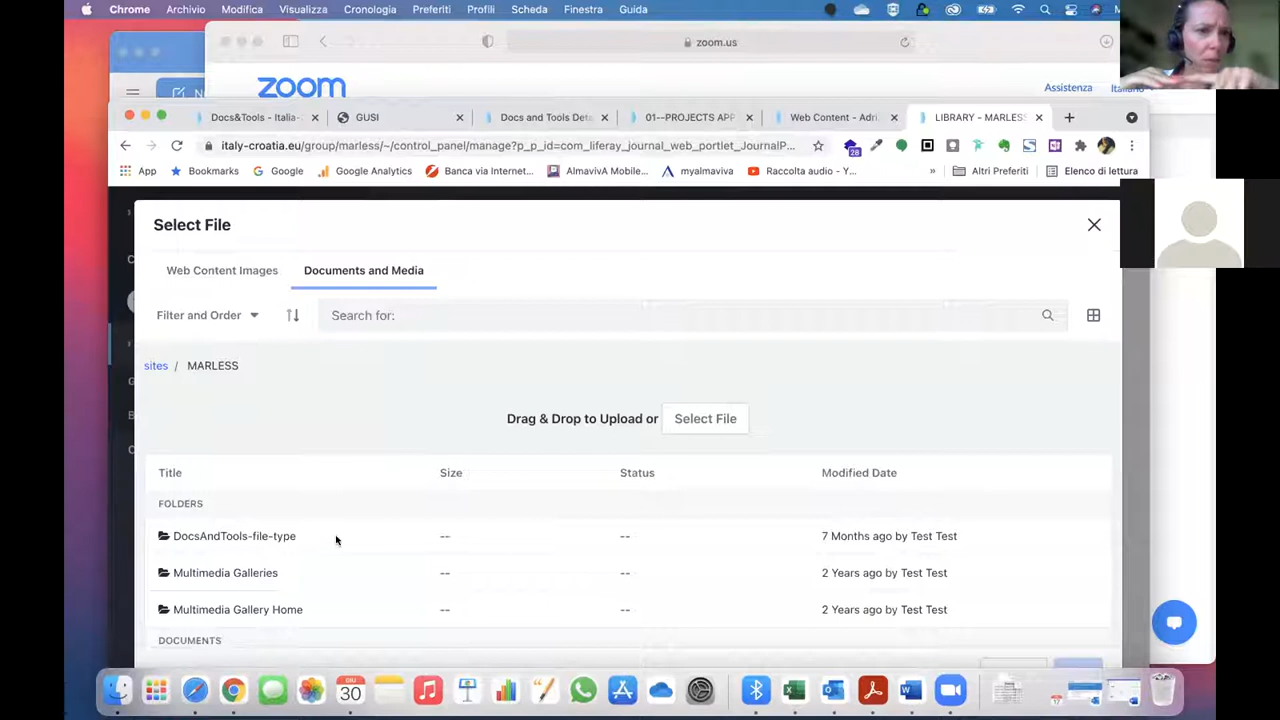 Chrome Archivio Modifica Visualizza Cronologia Preferiti Profili Scheda Finestra Guida
zoom.us
N
zoom
Assistenza Italiano
Docs&Tools - Italia- GUSI Docs and Tools Deta 01--PROJECTS APP Web Content - Adri LIBRARY - MARLESS
italy-croatia.eu/group/marless/~/control_panel/manage?p_p_id=com_liferay_journal_web_portlet_JournalP...
28
App Bookmarks Google Google Analytics Banca via Internet... AlmavivA Mobile... myalmaviva Raccolta audio - Y... » Altri Preferiti Elenco di lettura
Select File
Web Content Images Documents and Media
Filter and Order Search for:
sites / MARLESS
Drag & Drop to Upload or Select File
Title Size Status Modified Date
FOLDERS
DocsAndTools-file-type -- -- 7 Months ago by Test Test
Multimedia Galleries -- -- 2 Years ago by Test Test
Multimedia Gallery Home -- -- 2 Years ago by Test Test
DOCUMENTS
GIU
30
17